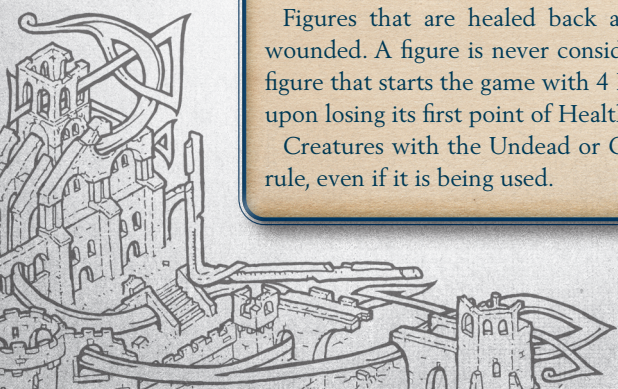 Figures that are healed back a
wounded. A figure is never consid
figure that starts the game with 4
upon losing its first point of Healt
Creatures with the Undead or
rule, even if it is being used.